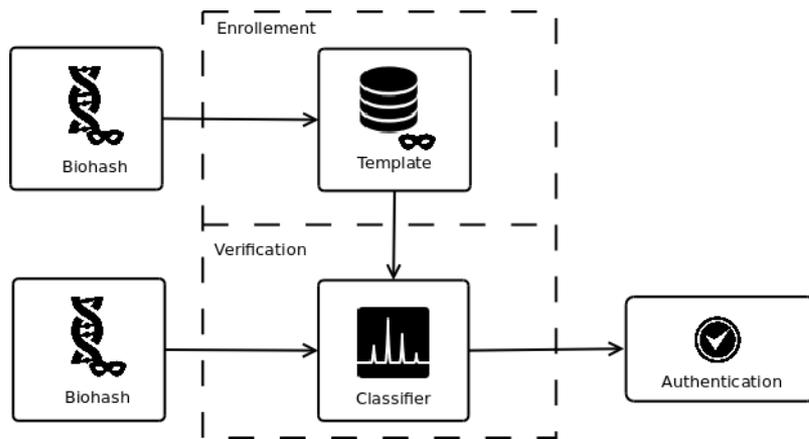 Enrollement
Biohash
Template
Verification
Biohash
Classifier
Authentication